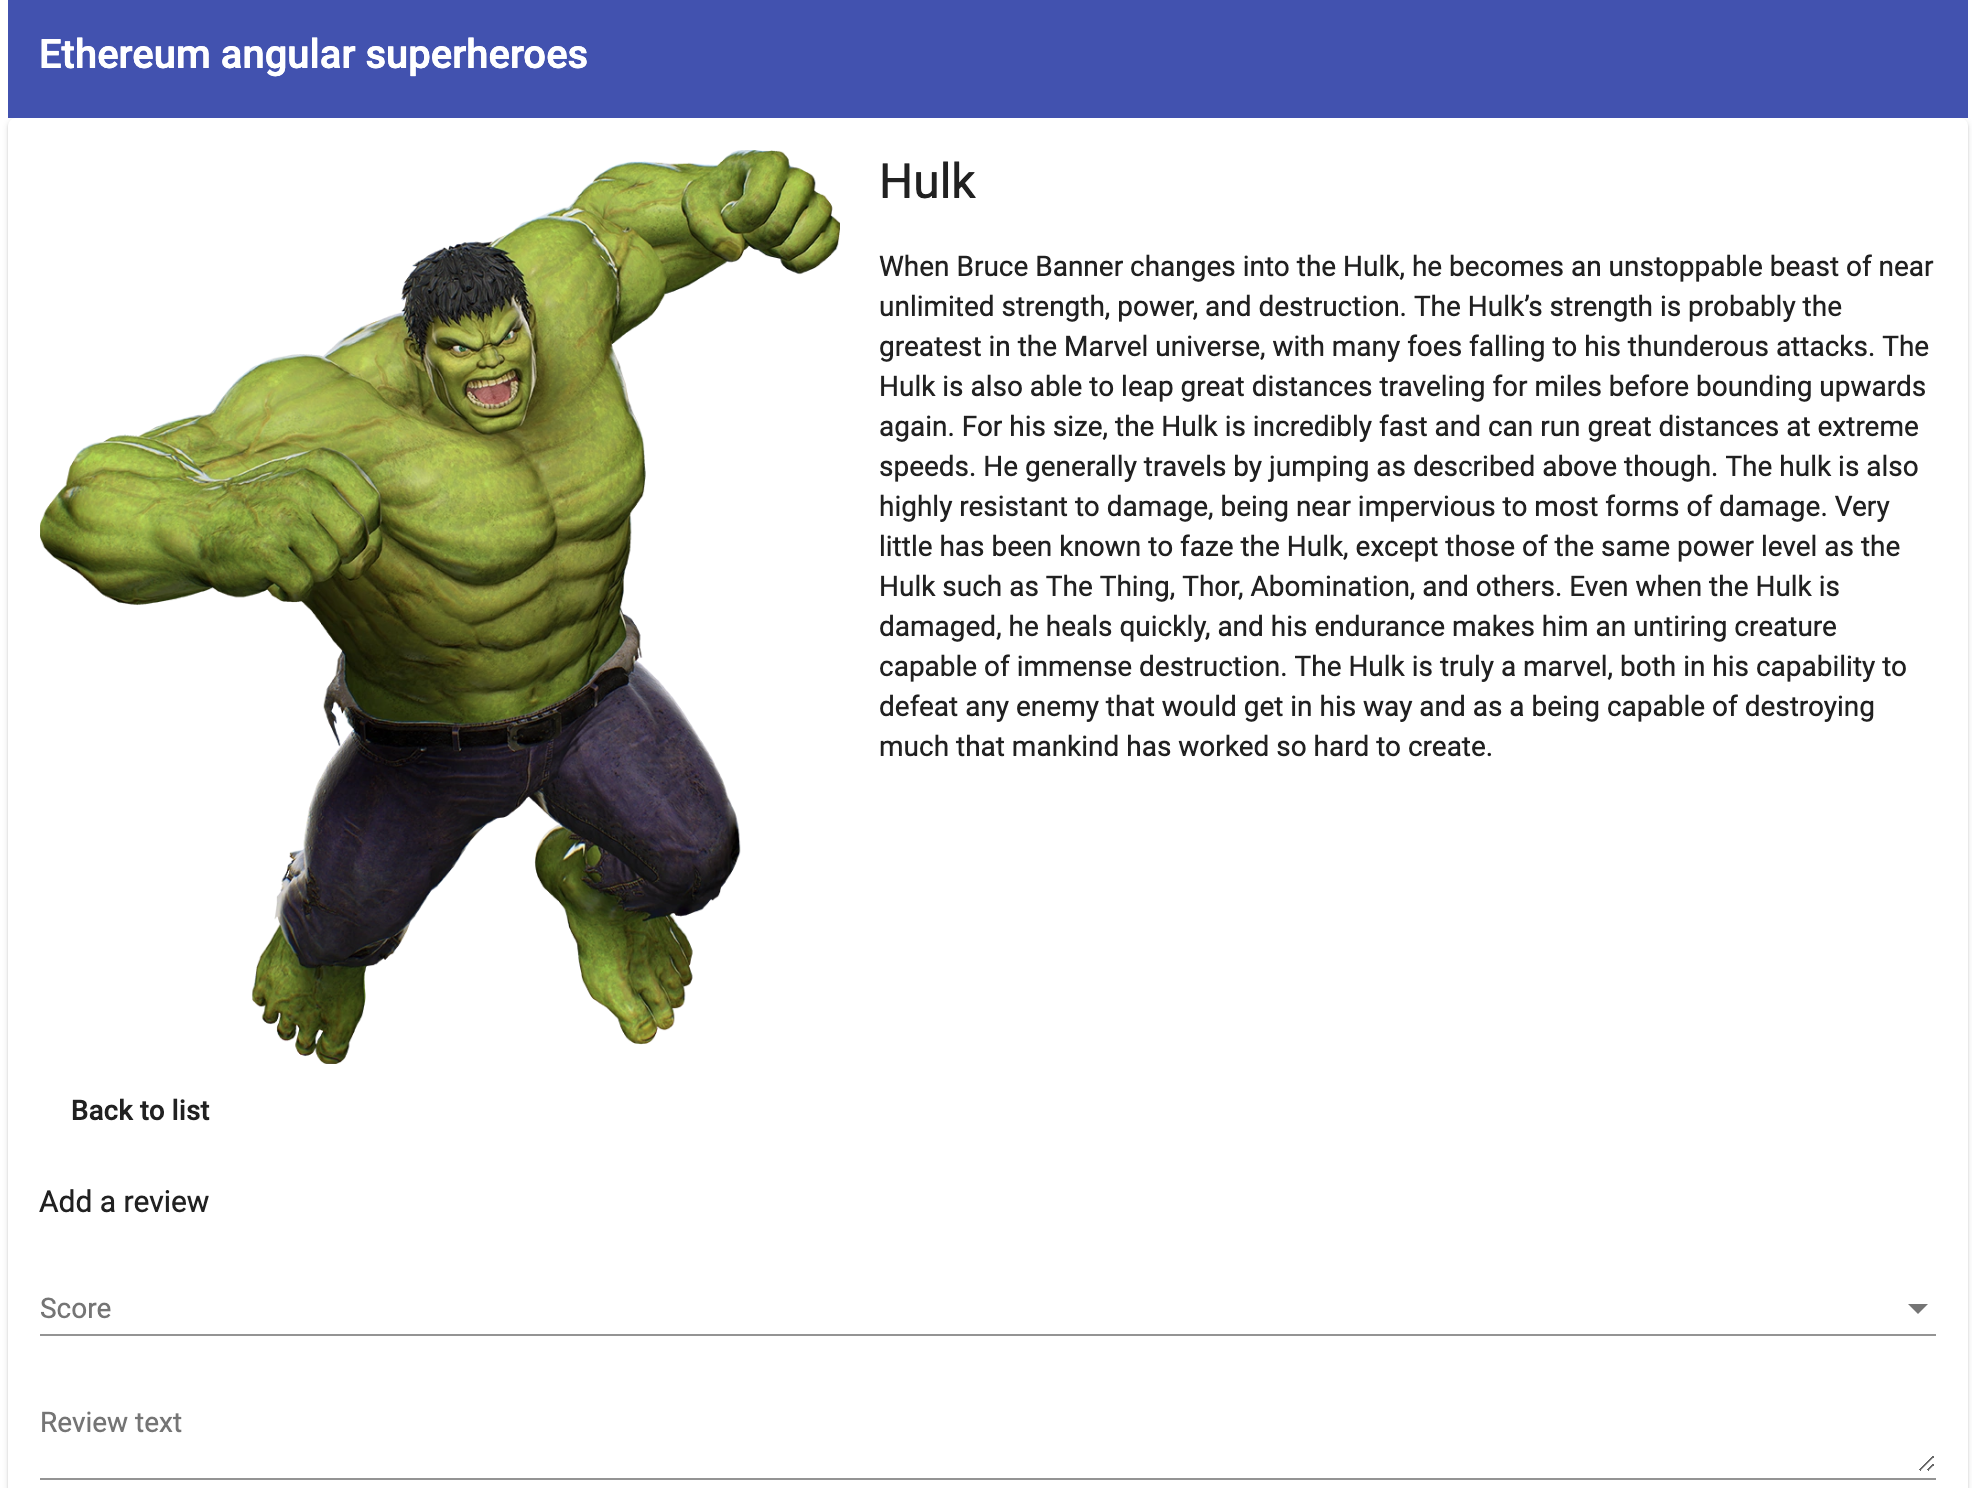 Ethereum angular superheroes
Hulk
When Bruce Banner changes into the Hulk, he becomes an unstoppable beast of near
unlimited strength, power, and destruction. The Hulk’s strength is probably the
greatest in the Marvel universe, with many foes falling to his thunderous attacks. The
Hulk is also able to leap great distances traveling for miles before bounding upwards
again. For his size, the Hulk is incredibly fast and can run great distances at extreme
speeds. He generally travels by jumping as described above though. The hulk is also
highly resistant to damage, being near impervious to most forms of damage. Very
little has been known to faze the Hulk, except those of the same power level as the
Hulk such as The Thing, Thor, Abomination, and others. Even when the Hulk is
damaged, he heals quickly, and his endurance makes him an untiring creature
capable of immense destruction. The Hulk is truly a marvel, both in his capability to
defeat any enemy that would get in his way and as a being capable of destroying
much that mankind has worked so hard to create.
Back to list
Add a review
Score
Review text